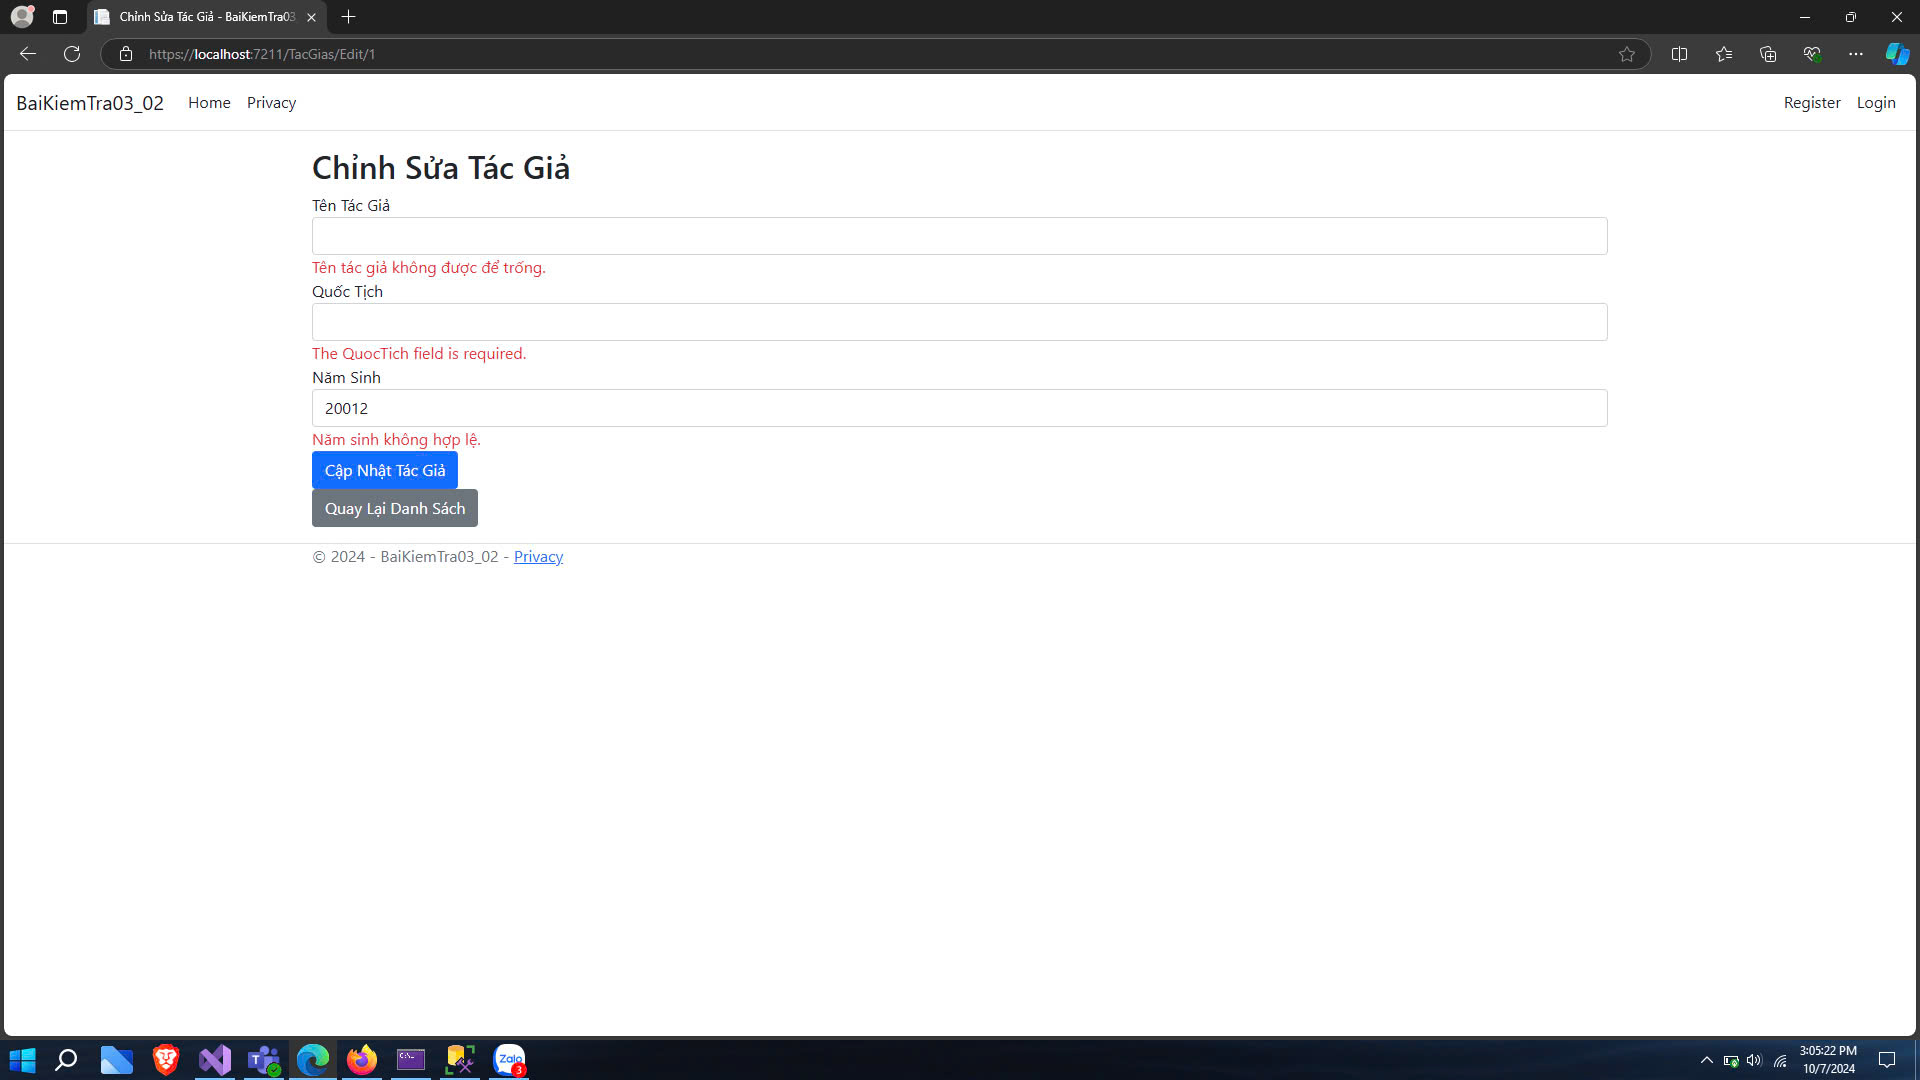 Chỉnh Sửa Tác Giả - BaiKiemTra03
https://localhost:7211/TacGias/Edit/1
BaiKiemTra03_02 Home Privacy Register Login
Chỉnh Sửa Tác Giả
Tên Tác Giả
Tên tác giả không được để trống.
Quốc Tịch
The QuocTich field is required.
Năm Sinh
20012
Năm sinh không hợp lệ.
Cập Nhật Tác Giả
Quay Lại Danh Sách
© 2024 - BaiKiemTra03_02 - Privacy
Zalo
3
3:05:22 PM
10/7/2024